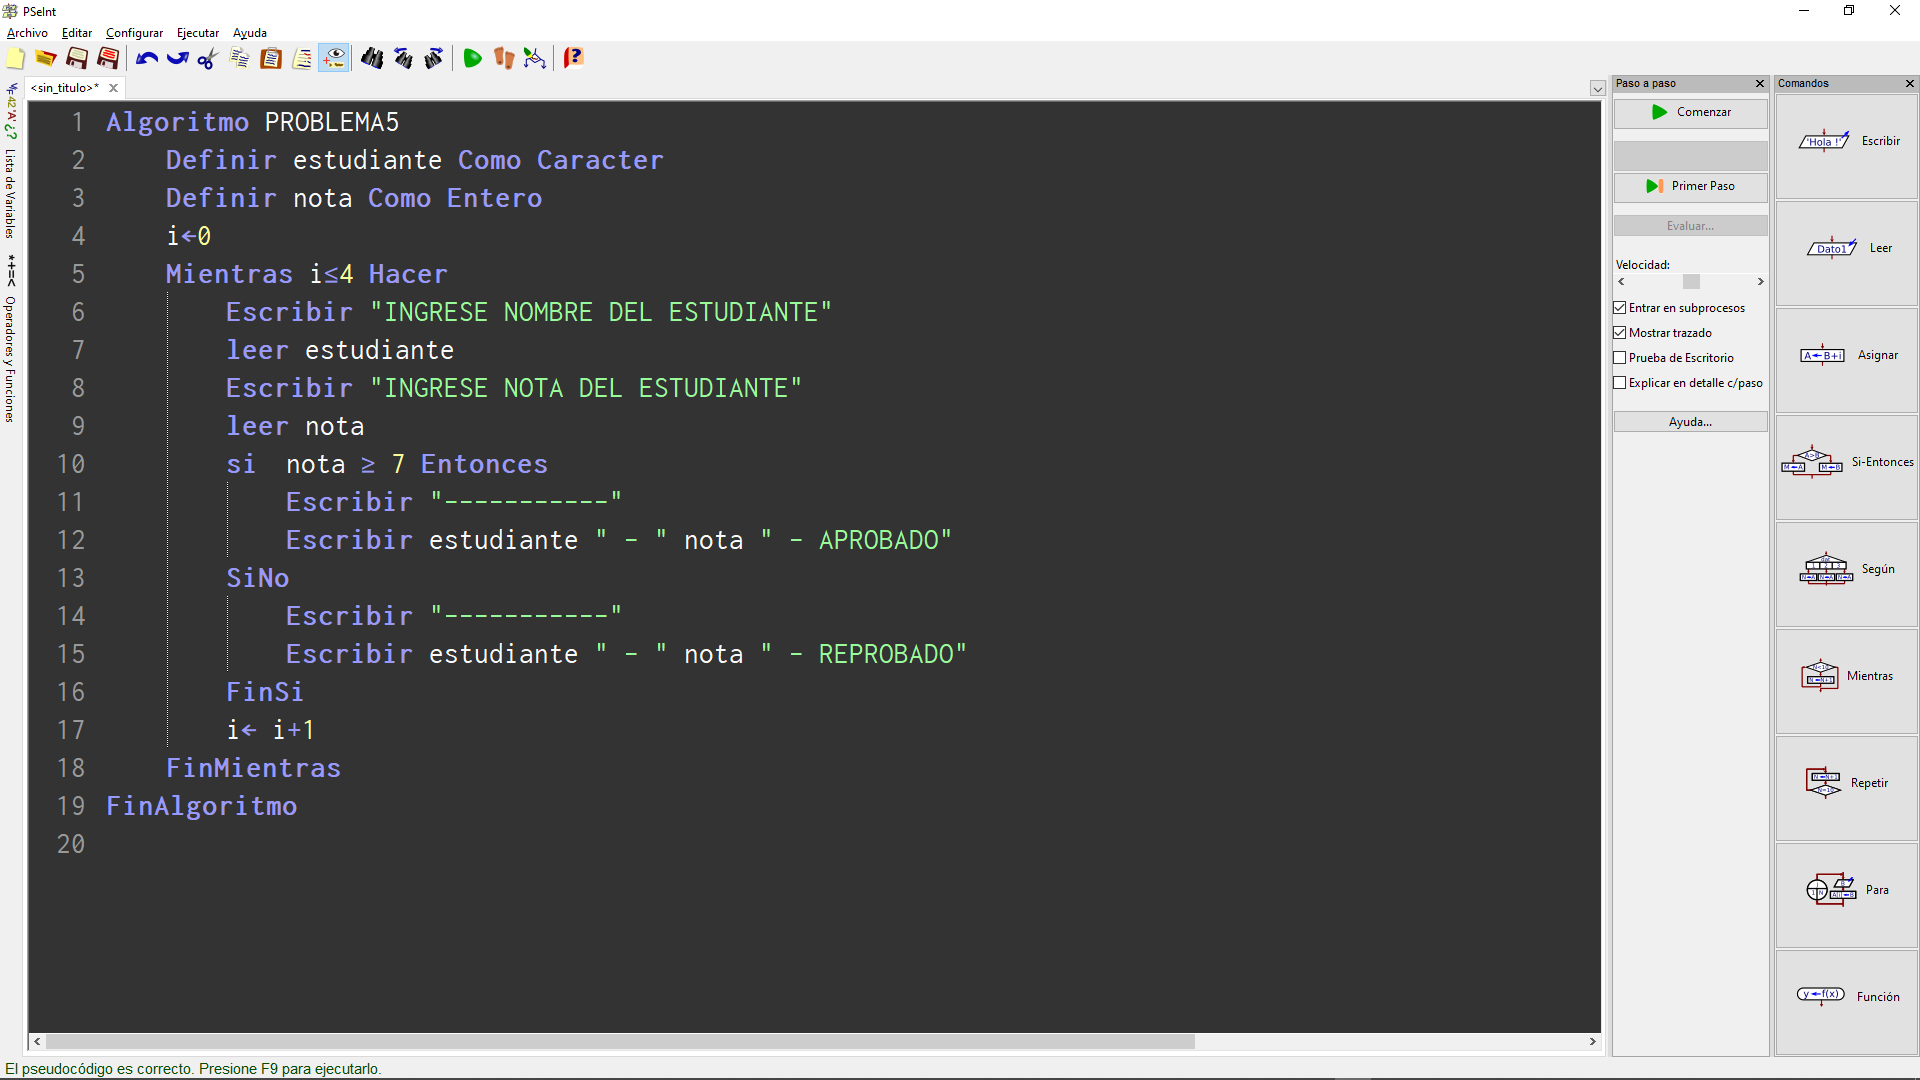 PSeInt
Archivo Editar Configurar Ejecutar Ayuda
<sin_titulo>*
Lista de Variables
Operadores y Funciones
1 Algoritmo PROBLEMA5
2 Definir estudiante Como Caracter
3 Definir nota Como Entero
4 i←0
5 Mientras i≤4 Hacer
6 Escribir "INGRESE NOMBRE DEL ESTUDIANTE"
7 leer estudiante
8 Escribir "INGRESE NOTA DEL ESTUDIANTE"
9 leer nota
10 si  nota ≥ 7 Entonces
11 Escribir "-----------"
12 Escribir estudiante " - " nota " - APROBADO"
13 SiNo
14 Escribir "-----------"
15 Escribir estudiante " - " nota " - REPROBADO"
16 FinSi
17 i← i+1
18 FinMientras
19 FinAlgoritmo
20
Paso a paso
Comenzar
Primer Paso
Evaluar...
Velocidad:
Entrar en subprocesos
Mostrar trazado
Prueba de Escritorio
Explicar en detalle c/paso
Ayuda...
Comandos
'Hola !' Escribir
Dato1 Leer
A←B+i Asignar
A>B M←A M←B Si-Entonces
Según
Mientras
Repetir
Para
y←f(x) Función
El pseudocódigo es correcto. Presione F9 para ejecutarlo.